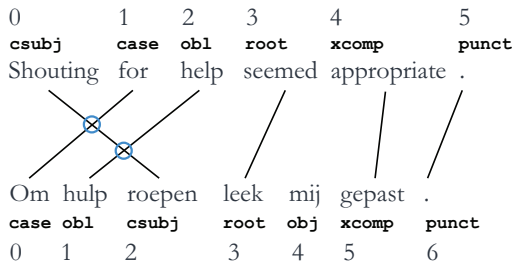 0 1 2 3 4 5
csubj case obl root xcomp punct
Shouting for help seemed appropriate .
Om hulp roepen leek mij gepast .
case obl csubj root obj xcomp punct
0 1 2 3 4 5 6